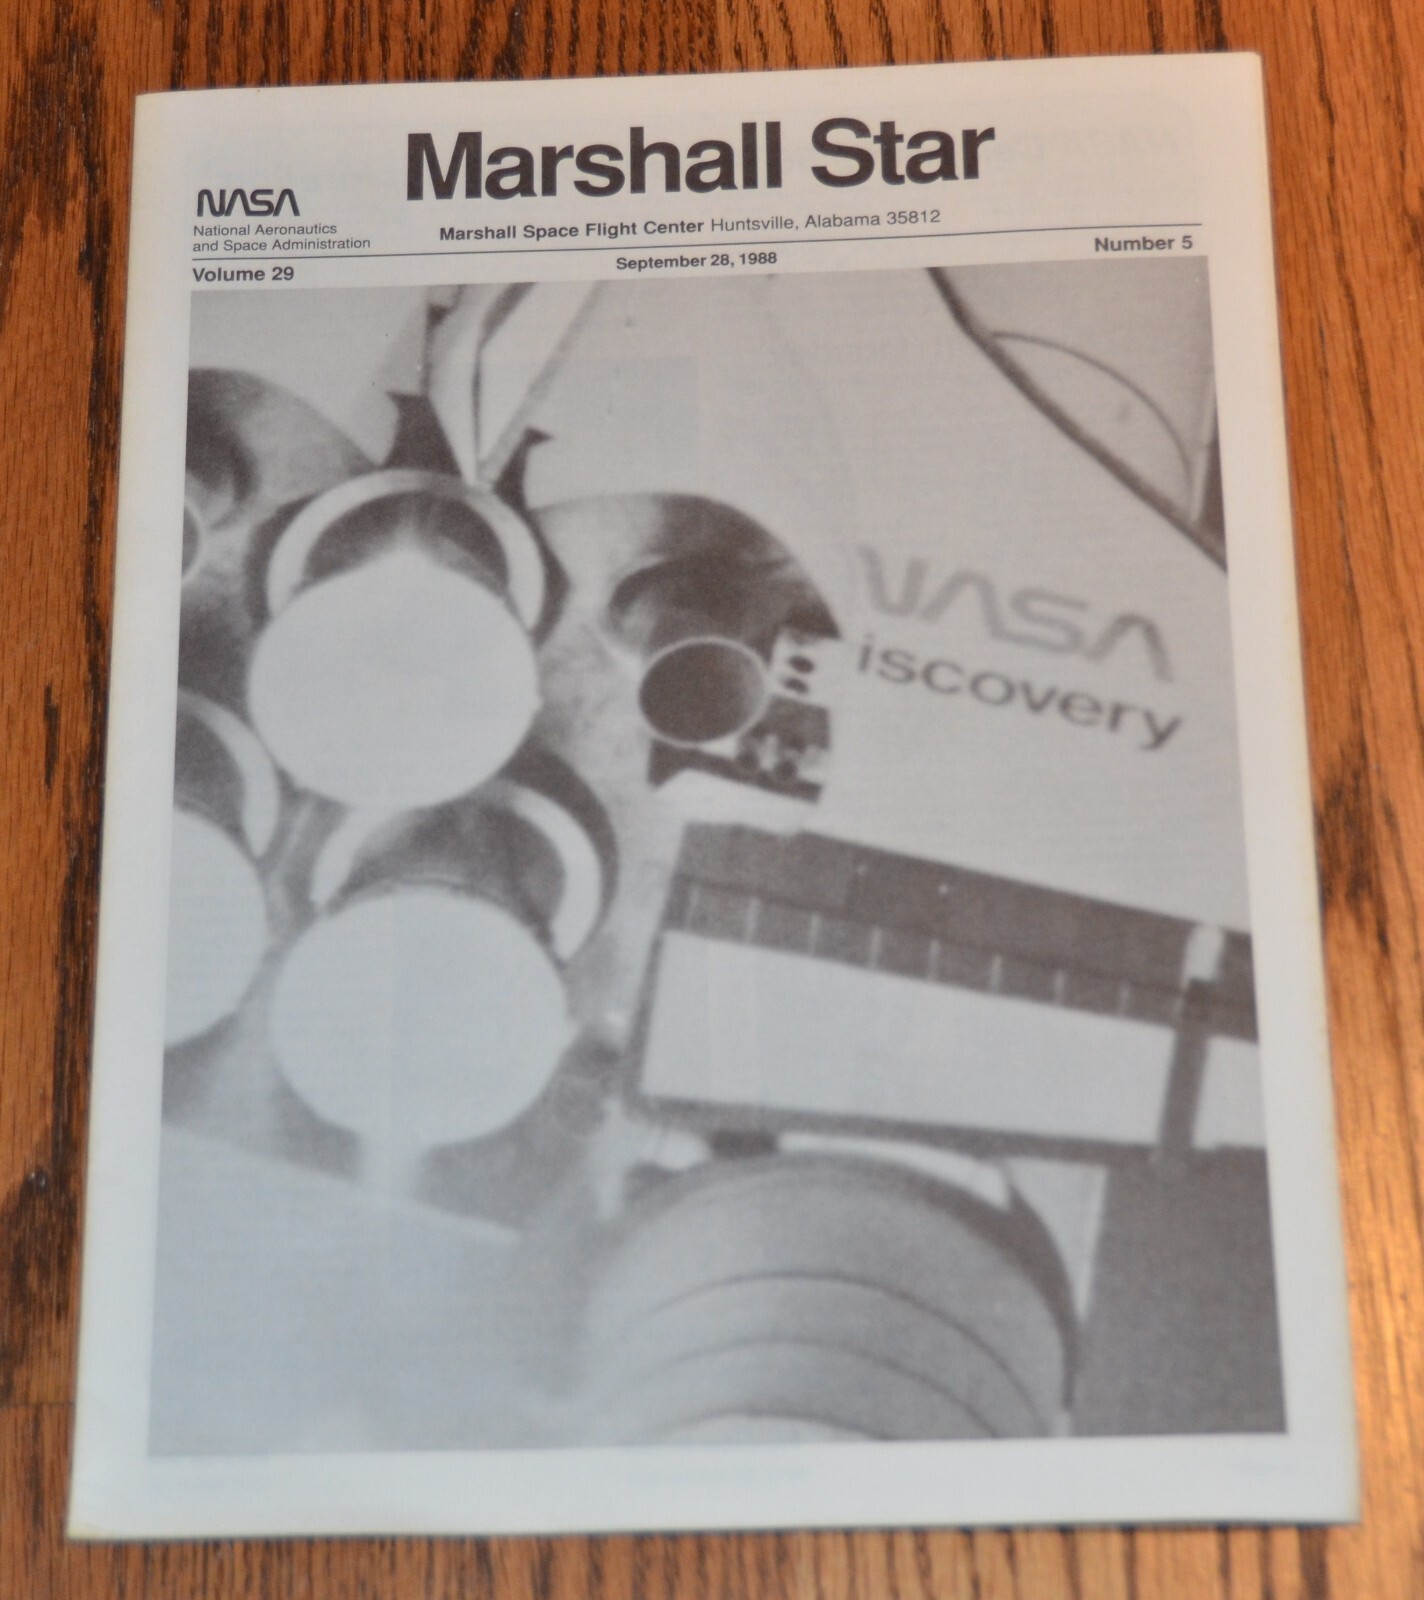 Marshall Star
NASA
National Aeronautics
and Space Administration
Marshall Space Flight Center Huntsville, Alabama 35812
Volume 29
September 28, 1988
Number 5
NASA
iscovery